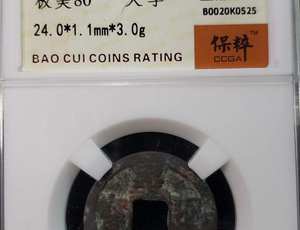 极美80 大字
B0020K0525
24.0*1.1mm*3.0g
保粹 TM
CCGA
BAO CUI COINS RATING